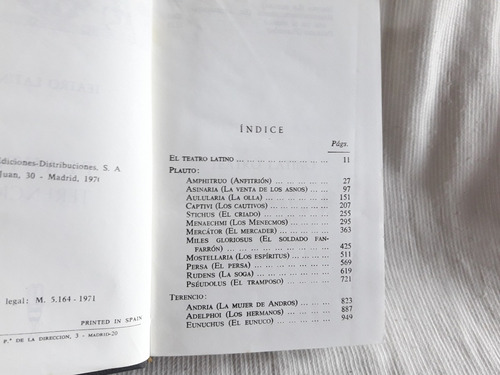 Ediciones-Distribuciones, S. A.
Juan, 30 - Madrid, 1971
legal: M. 5.164-1971
PRINTED IN SPAIN
P.º DE LA DIRECCION, 3 - MADRID-20
ÍNDICE
Págs.
EL TEATRO LATINO ... ... ... ... ... ... ... ... ... 11
PLAUTO:
AMPHITRUO (ANFITRIÓN) ... ... ... ... ... ... 27
ASINARIA (LA VENTA DE LOS ASNOS) ... ... ... 97
AULULARIA (LA OLLA) ... ... ... ... ... ... 151
CAPTIVI (LOS CAUTIVOS) ... ... ... ... ... ... 207
STICHUS (EL CRIADO) ... ... ... ... ... ... 255
MENAECHMI (LOS MENECMOS) ... ... ... ... ... 295
MERCÁTOR (EL MERCADER) ... ... ... ... ... 363
MILES GLORIOSUS (EL SOLDADO FAN-
FARRÓN) ... ... ... ... ... ... ... ... ... 425
MOSTELLARIA (LOS ESPÍRITUS) ... ... ... ... 511
PERSA (EL PERSA) ... ... ... ... ... ... ... 569
RUDENS (LA SOGA) ... ... ... ... ... ... ... 619
PSÉUDOLUS (EL TRAMPOSO) ... ... ... ... ... 721
TERENCIO:
ANDRIA (LA MUJER DE ANDROS) ... ... ... ... 823
ADELPHOI (LOS HERMANOS) ... ... ... ... ... 887
EUNUCHUS (EL EUNUCO) ... ... ... ... ... ... 949